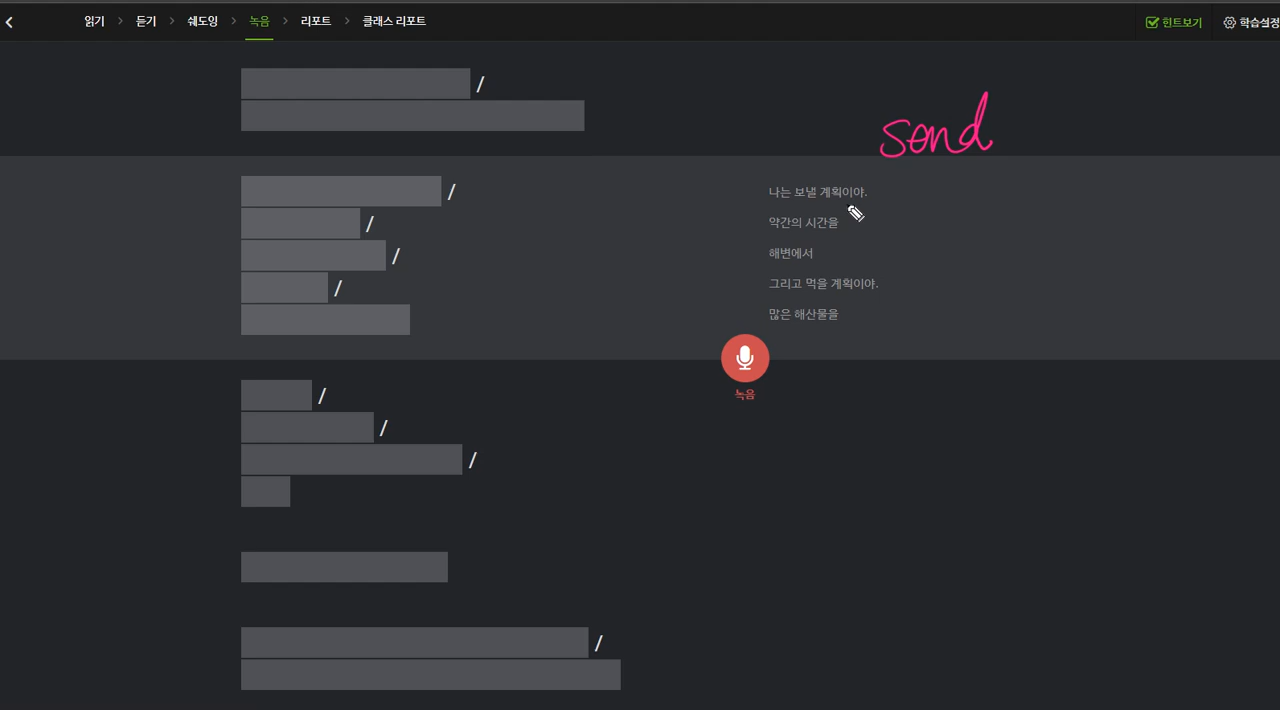 읽기 > 듣기 > 쉐도잉 > 녹음 > 리포트 > 클래스 리포트
힌트보기 학습설정
/
sond
/ 나는 보낼 계획이야.
/ 약간의 시간을
/ 해변에서
/ 그리고 먹을 계획이야.
많은 해산물을
녹음
/
/
/
/